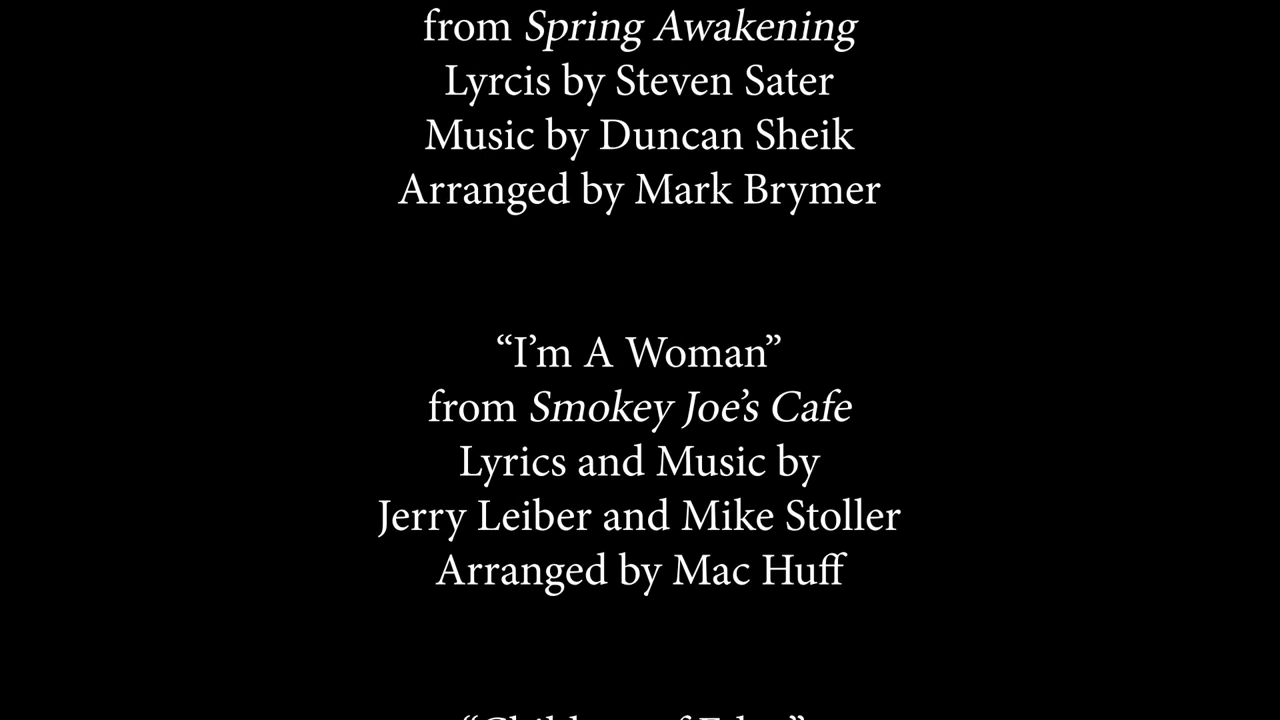 from Spring Awakening
Lyrcis by Steven Sater
Music by Duncan Sheik
Arranged by Mark Brymer
“I’m A Woman”
from Smokey Joe’s Cafe
Lyrics and Music by
Jerry Leiber and Mike Stoller
Arranged by Mac Huff